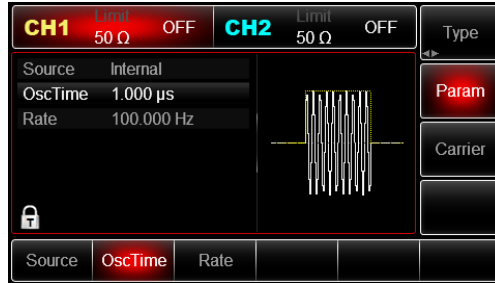 CH1 Limit 50 Ω OFF CH2 Limit 50 Ω OFF Type
Source Internal
OscTime 1.000 µs
Rate 100.000 Hz
Param
Carrier
T
Source OscTime Rate